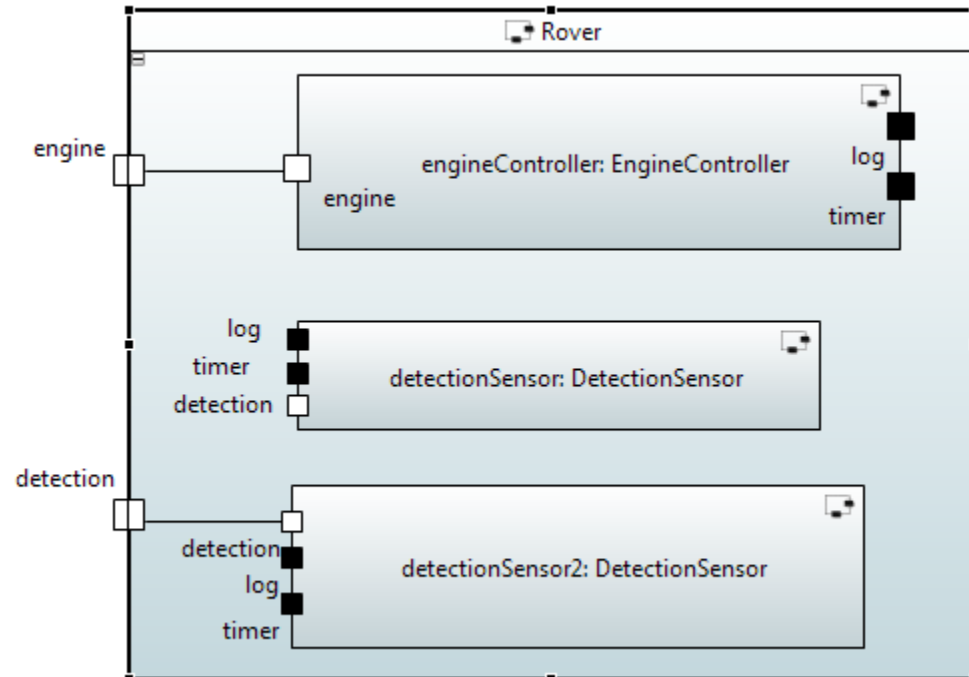 Rover
engine
engineController: EngineController
log
engine
timer
log
timer
detection
detectionSensor: DetectionSensor
detection
detection
log
timer
detectionSensor2: DetectionSensor